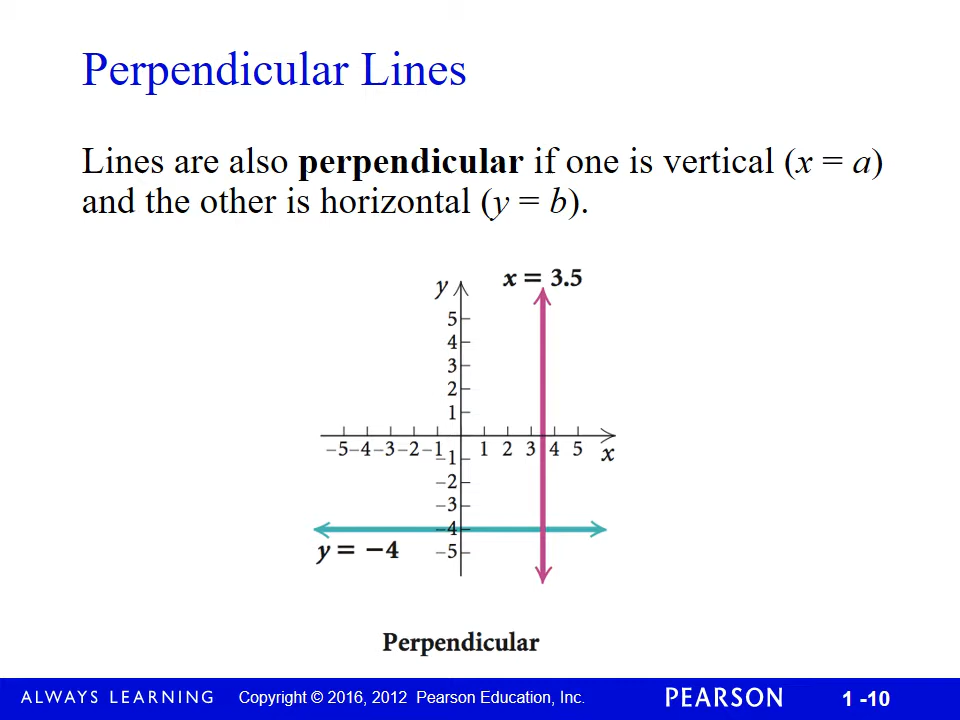 Perpendicular Lines
Lines are also perpendicular if one is vertical (x = a)
and the other is horizontal (y = b).
x = 3.5
y
5
4
3
2
1
–5 –4 –3 –2 –1 1 2 3 4 5 x
–1
–2
–3
–4
y = −4
–5
Perpendicular
ALWAYS LEARNING Copyright © 2016, 2012 Pearson Education, Inc. PEARSON 1 -10